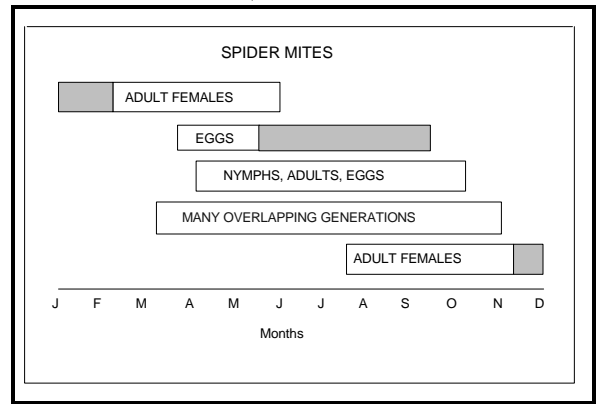 SPIDER MITES
ADULT FEMALES
EGGS
NYMPHS, ADULTS, EGGS
MANY OVERLAPPING GENERATIONS
ADULT FEMALES
J F M A M J J A S O N D
Months